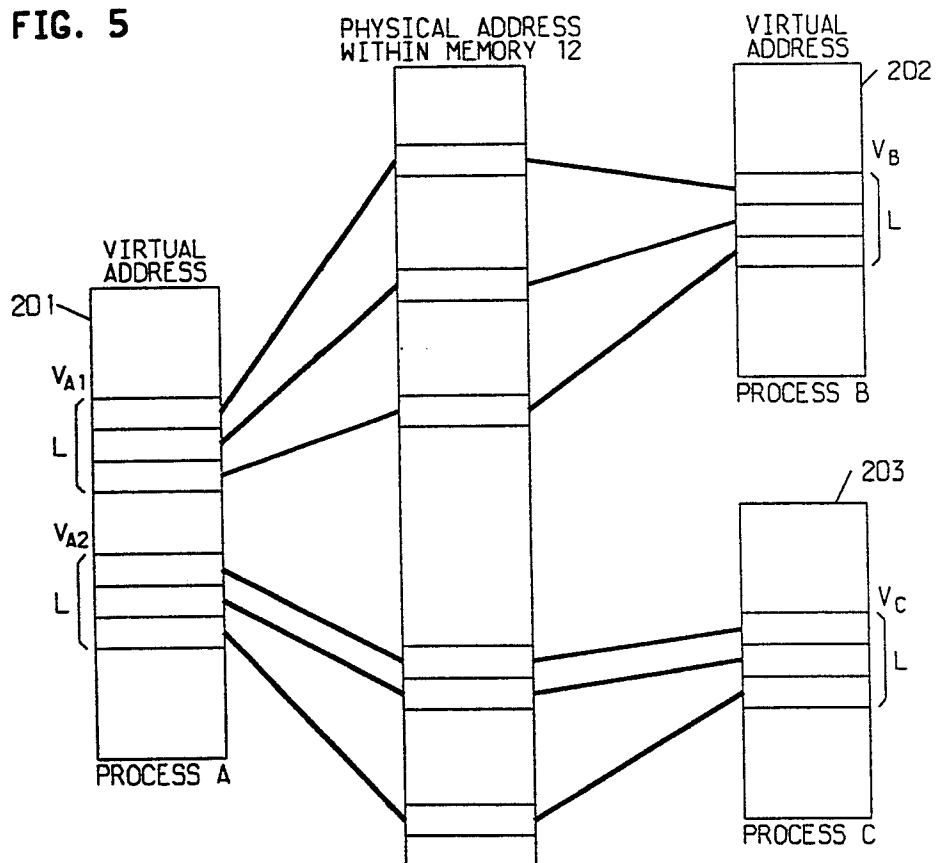 FIG. 5
PHYSICAL ADDRESS
WITHIN MEMORY 12
VIRTUAL
ADDRESS
202
VB
L
PROCESS B
VIRTUAL
ADDRESS
201
VA1
L
VA2
L
PROCESS A
203
VC
L
PROCESS C